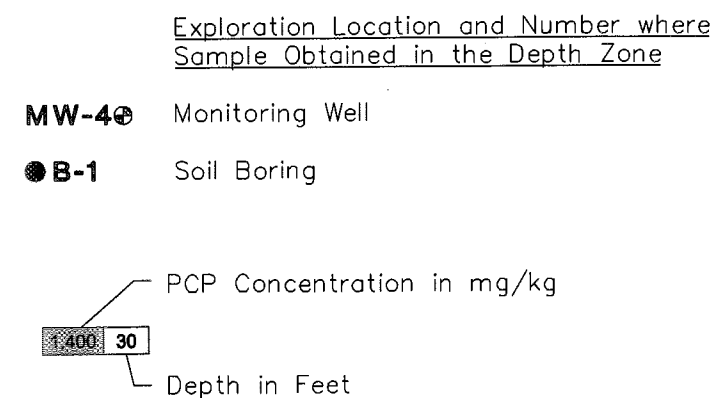 Exploration Location and Number where
Sample Obtained in the Depth Zone
MW-4 Monitoring Well
B-1 Soil Boring
PCP Concentration in mg/kg
1,400 30
Depth in Feet